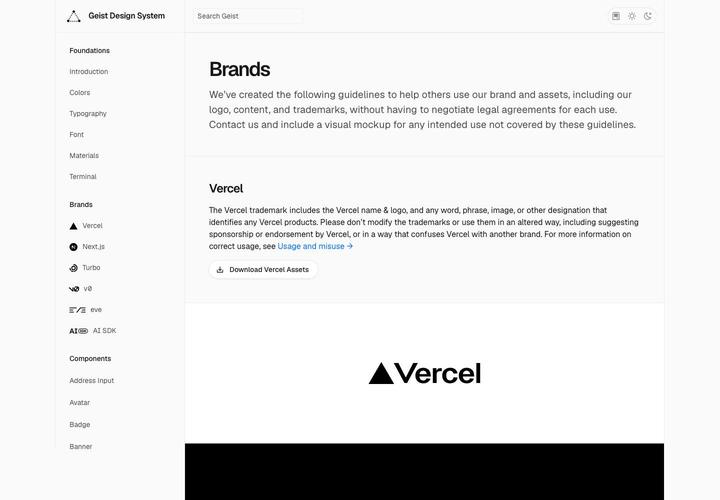 Geist Design System
Search Geist
Foundations
Introduction
Colors
Typography
Font
Materials
Terminal
Brands
Vercel
Next.js
Turbo
v0
eve
AI SDK
Components
Address Input
Avatar
Badge
Banner
Brands
We've created the following guidelines to help others use our brand and assets, including our
logo, content, and trademarks, without having to negotiate legal agreements for each use.
Contact us and include a visual mockup for any intended use not covered by these guidelines.
Vercel
The Vercel trademark includes the Vercel name & logo, and any word, phrase, image, or other designation that
identifies any Vercel products. Please don't modify the trademarks or use them in an altered way, including suggesting
sponsorship or endorsement by Vercel, or in a way that confuses Vercel with another brand. For more information on
correct usage, see Usage and misuse →
Download Vercel Assets
Vercel